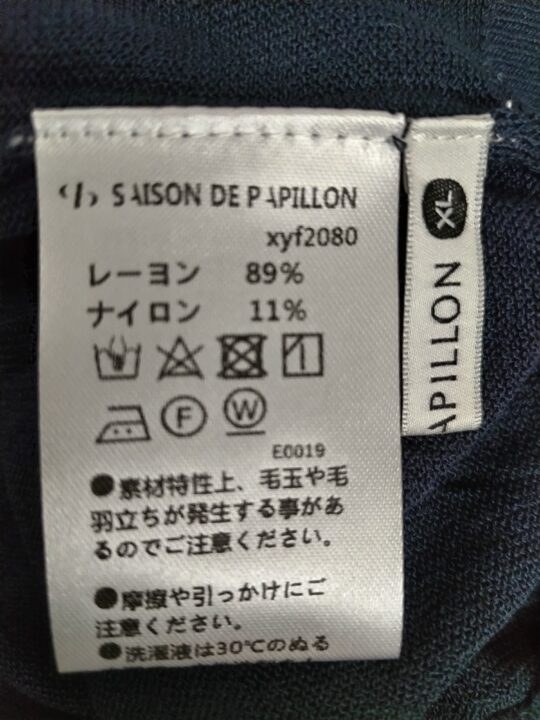 SAISON DE PAPILLON
xyf2080
レーヨン 89%
ナイロン 11%
F W
E0019
●素材特性上、毛玉や毛
羽立ちが発生する事があ
るのでご注意ください。
●摩擦や引っかけにご
注意ください。
●洗濯液は30℃のぬる
APILLON XL